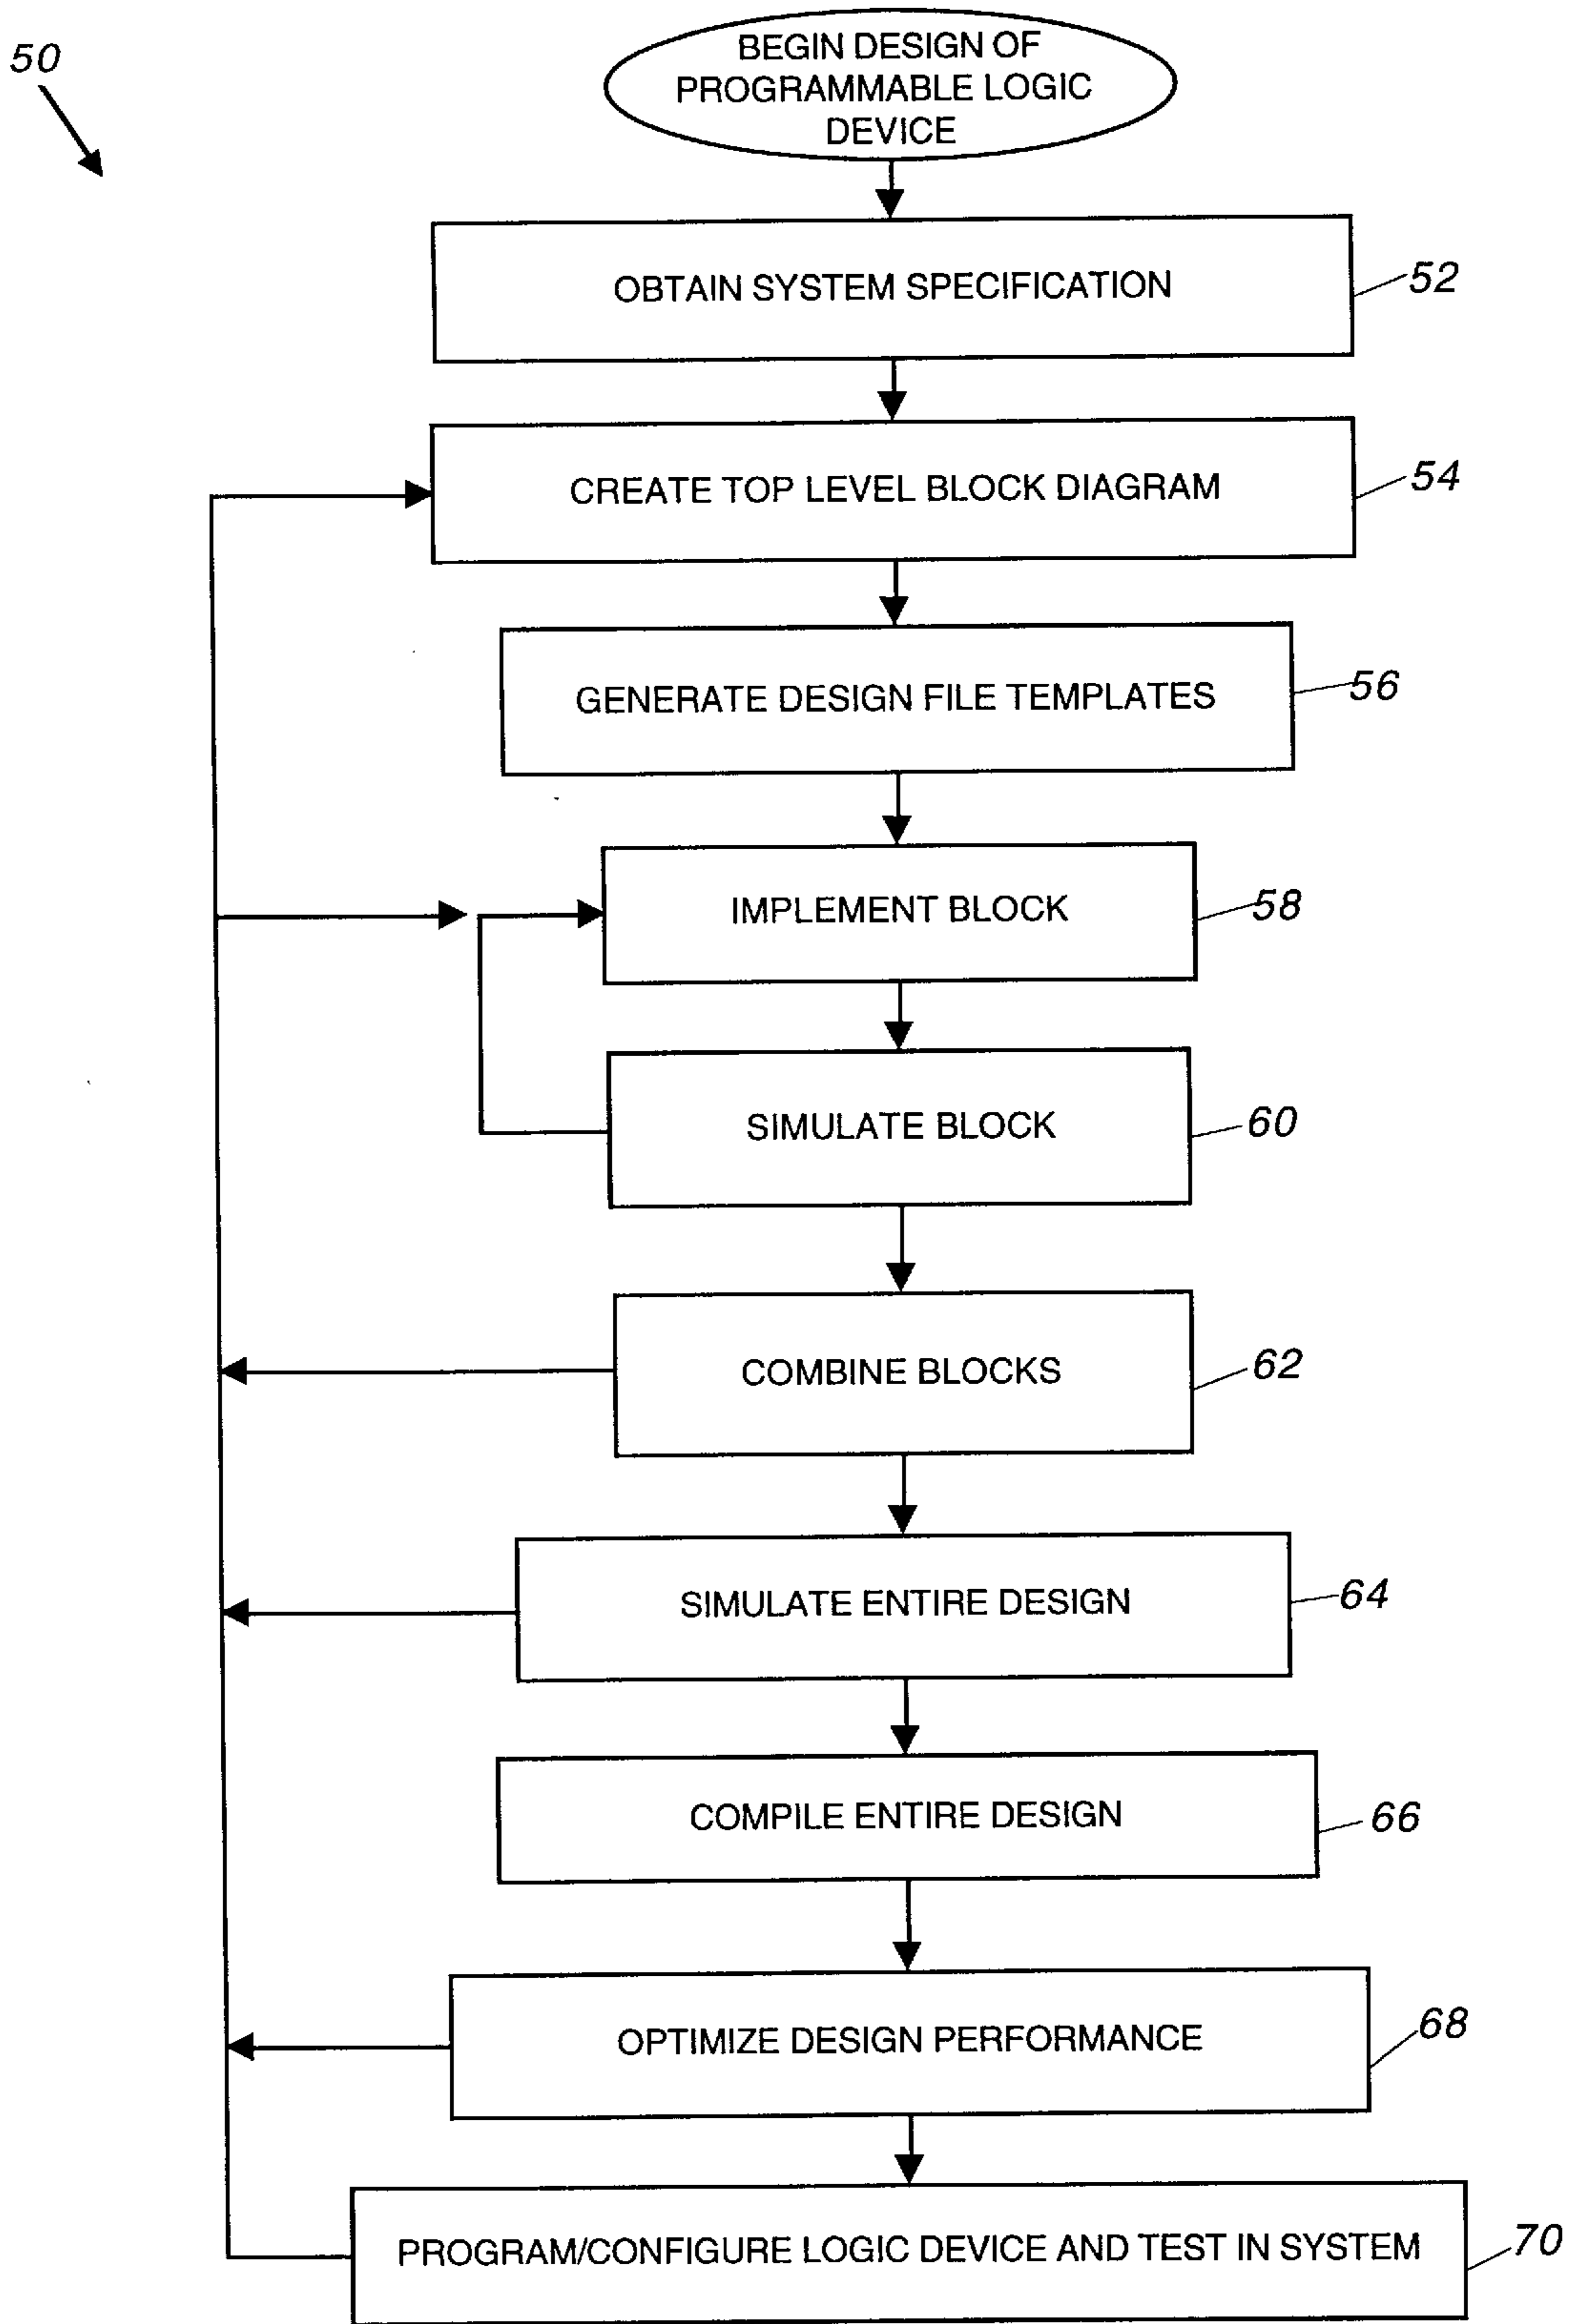 50
BEGIN DESIGN OF
PROGRAMMABLE LOGIC
DEVICE
OBTAIN SYSTEM SPECIFICATION
52
CREATE TOP LEVEL BLOCK DIAGRAM
54
GENERATE DESIGN FILE TEMPLATES
56
IMPLEMENT BLOCK
58
SIMULATE BLOCK
60
COMBINE BLOCKS
62
SIMULATE ENTIRE DESIGN
64
COMPILE ENTIRE DESIGN
66
OPTIMIZE DESIGN PERFORMANCE
68
PROGRAM/CONFIGURE LOGIC DEVICE AND TEST IN SYSTEM
70